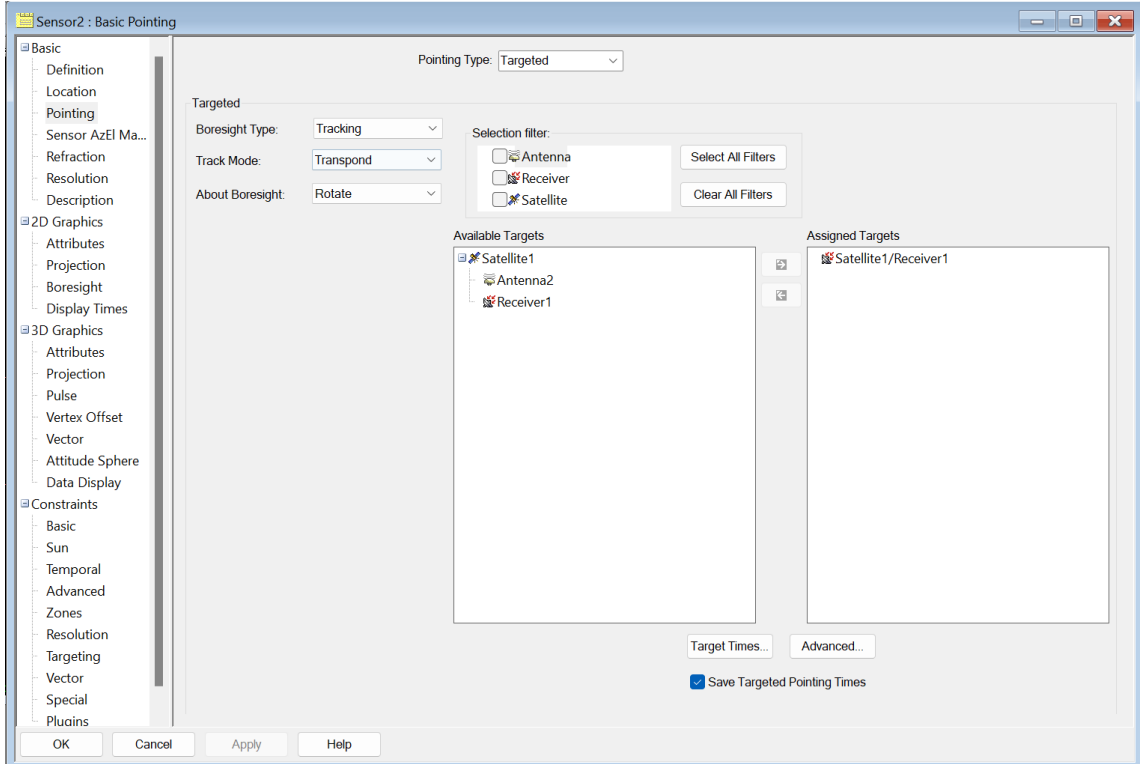 Sensor2 : Basic Pointing
Basic
Definition
Location
Pointing
Sensor AzEl Ma...
Refraction
Resolution
Description
2D Graphics
Attributes
Projection
Boresight
Display Times
3D Graphics
Attributes
Projection
Pulse
Vertex Offset
Vector
Attitude Sphere
Data Display
Constraints
Basic
Sun
Temporal
Advanced
Zones
Resolution
Targeting
Vector
Special
Plugins
Pointing Type: Targeted
Targeted
Boresight Type: Tracking
Track Mode: Transpond
About Boresight: Rotate
Selection filter:
Antenna
Receiver
Satellite
Select All Filters
Clear All Filters
Available Targets
Satellite1
Antenna2
Receiver1
Assigned Targets
Satellite1/Receiver1
Target Times... Advanced...
Save Targeted Pointing Times
OK Cancel Apply Help